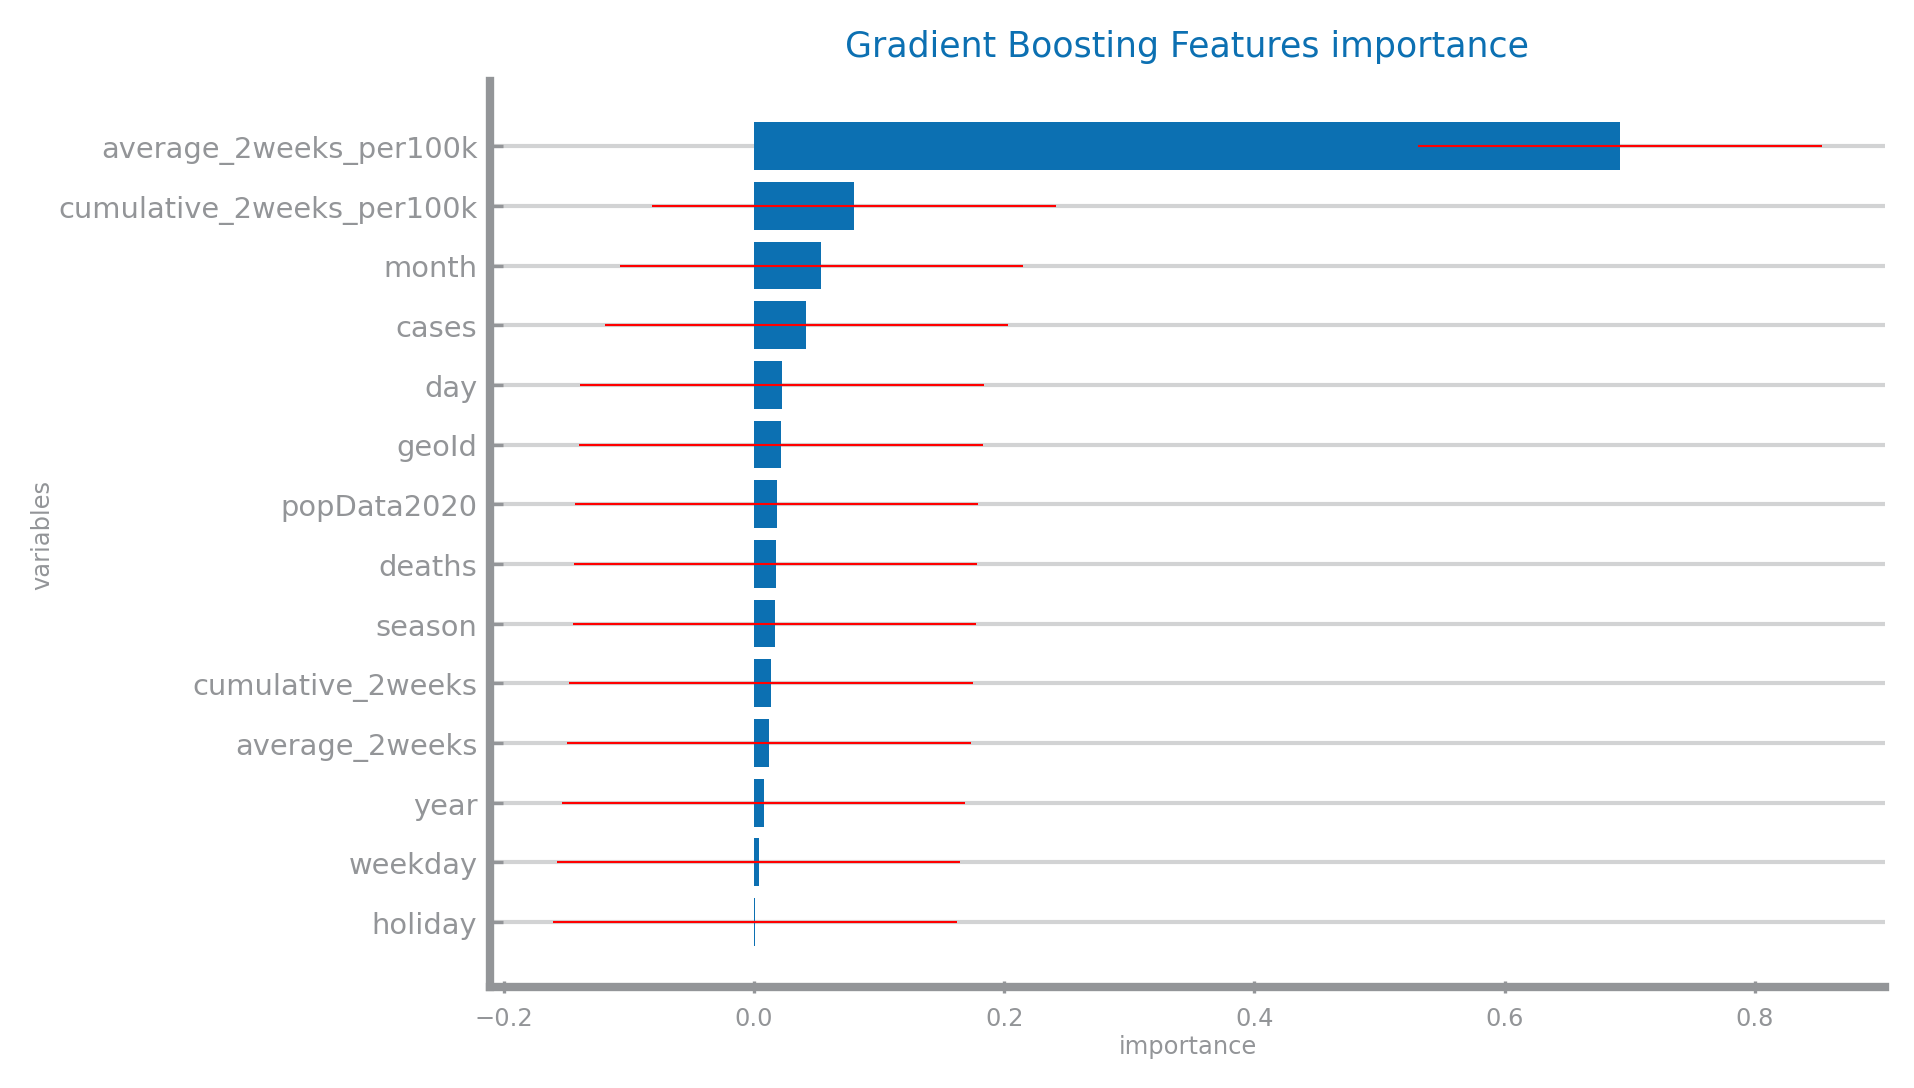 Gradient Boosting Features importance
average_2weeks_per100k
cumulative_2weeks_per100k
month
cases
day
geoId
popData2020
deaths
season
cumulative_2weeks
average_2weeks
year
weekday
holiday
variables
−0.2 0.0 0.2 0.4 0.6 0.8
importance